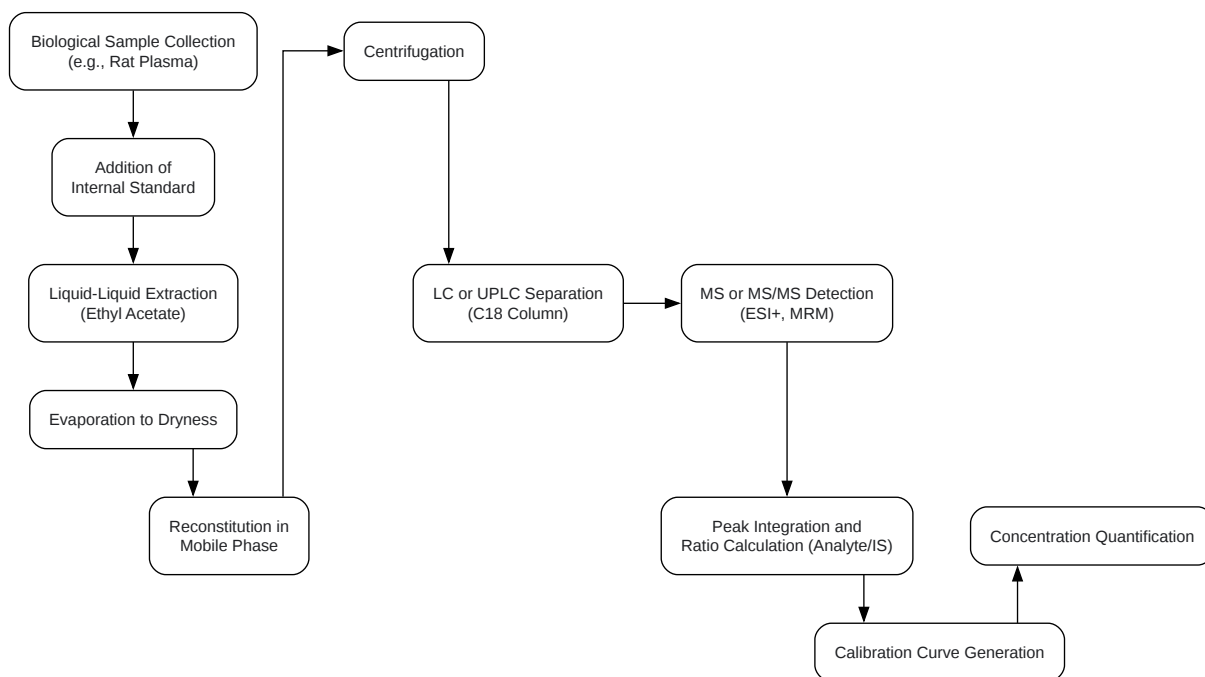 Biological Sample Collection
(e.g., Rat Plasma)
Addition of
Internal Standard
Liquid-Liquid Extraction
(Ethyl Acetate)
Evaporation to Dryness
Reconstitution in
Mobile Phase
Centrifugation
LC or UPLC Separation
(C18 Column)
MS or MS/MS Detection
(ESI+, MRM)
Peak Integration and
Ratio Calculation (Analyte/IS)
Calibration Curve Generation
Concentration Quantification